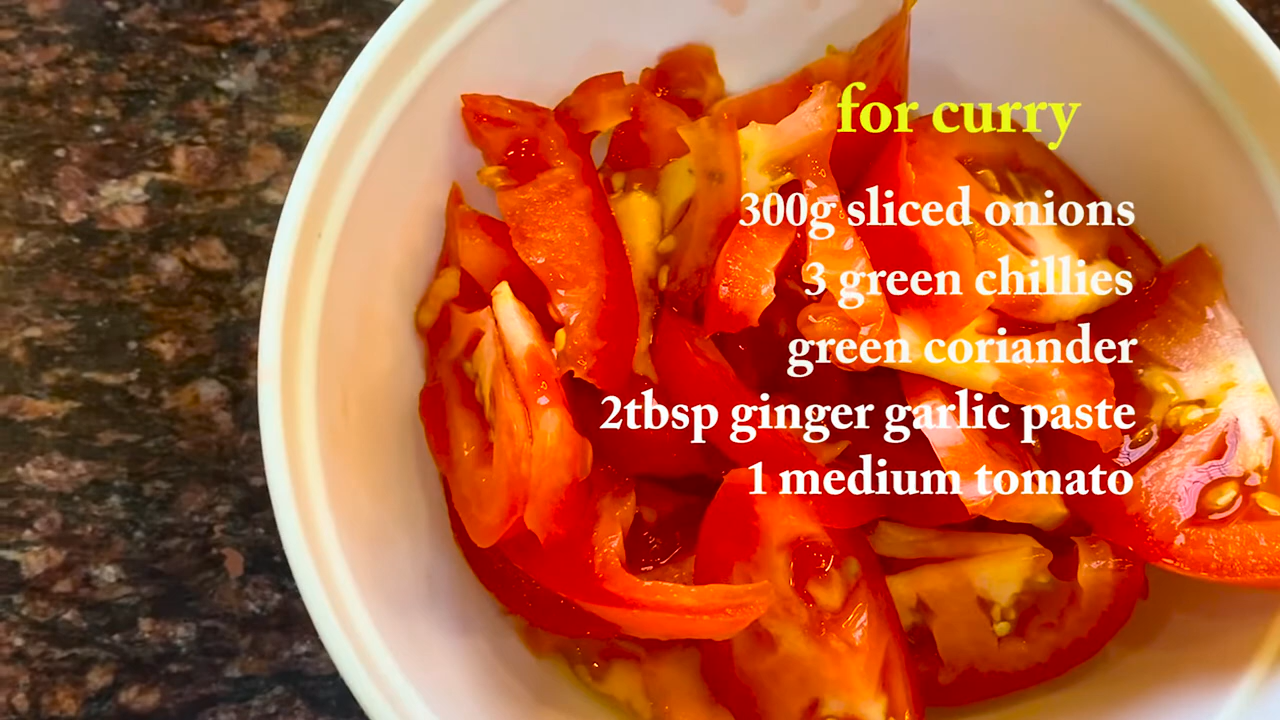 for curry
300g sliced onions
3 green chillies
green coriander
2tbsp ginger garlic paste
1 medium tomato